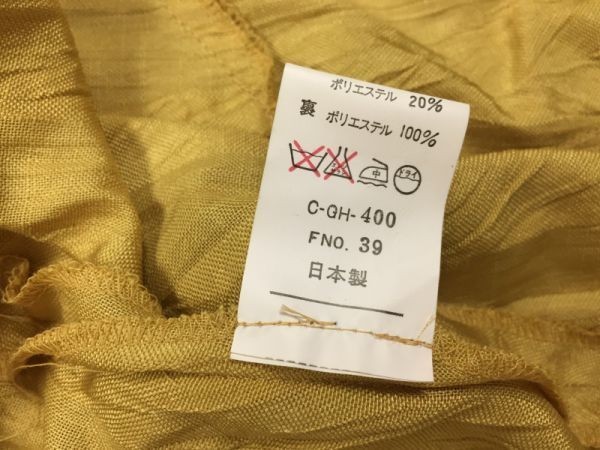 ポリエステル 20%
裏 ポリエステル 100%
中 ドライ
C-GH-400
FNO. 39
日本製